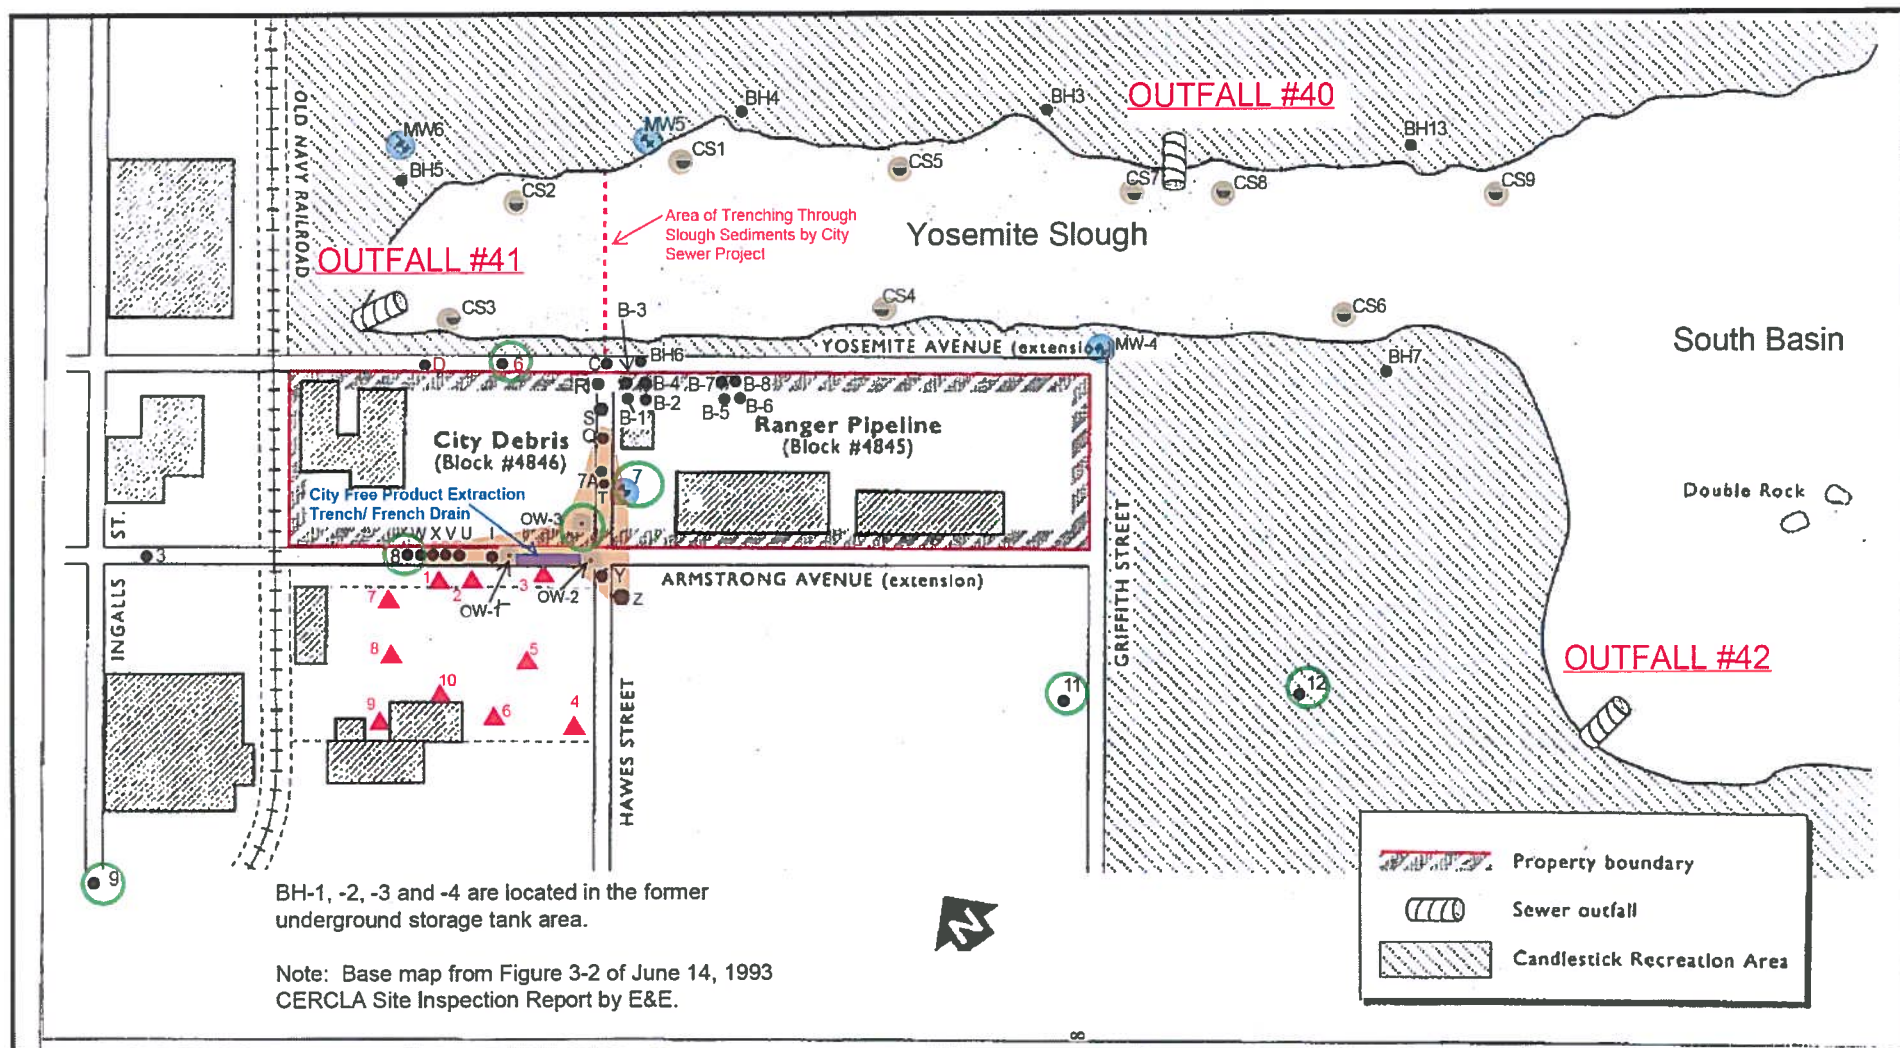 OUTFALL #40
BH4
BH3
MW6
MW5
BH13
BH5
CS1
CS5
CS2
CS7
CS8
CS9
OLD NAVY RAILROAD
Area of Trenching Through
Slough Sediments by City
Sewer Project
Yosemite Slough
OUTFALL #41
CS3
CS4
CS6
B-3
South Basin
YOSEMITE AVENUE (extension)
MW-4
D
6
C
BH6
BH7
R
B-4
B-7
B-8
B-2
B-1
B-5
B-6
S
Q
City Debris
(Block #4846)
Ranger Pipeline
(Block #4845)
7A
7
T
City Free Product Extraction
Trench/ French Drain
OW-3
Double Rock
W X V U I
8
3
ARMSTRONG AVENUE (extension)
1
2
3
OW-1
OW-2
Y
Z
7
INGALLS ST.
GRIFFITH STREET
8
5
OUTFALL #42
10
9
6
4
11
12
HAWES STREET
9
BH-1, -2, -3 and -4 are located in the former
underground storage tank area.
Note: Base map from Figure 3-2 of June 14, 1993
CERCLA Site Inspection Report by E&E.
N
Property boundary
Sewer outfall
Candlestick Recreation Area
8